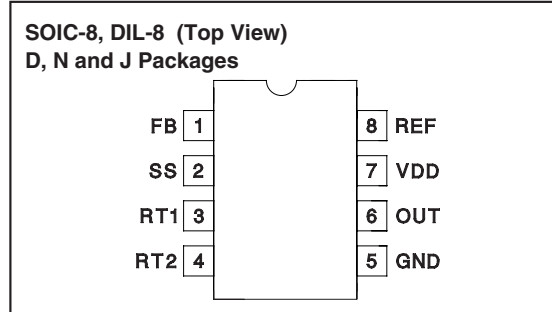 SOIC-8, DIL-8 (Top View)
D, N and J Packages
FB 1 8 REF
SS 2 7 VDD
RT1 3 6 OUT
RT2 4 5 GND